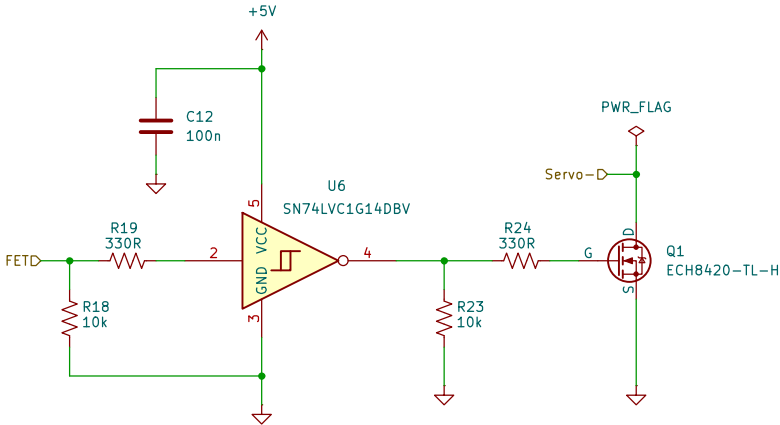 +5V
C12
100n
PWR_FLAG
Servo-
U6
SN74LVC1G14DBV
5
VCC
R19
330R
R24
330R
FET
2
4
G
D
S
Q1
ECH8420-TL-H
GND
3
R18
10k
R23
10k